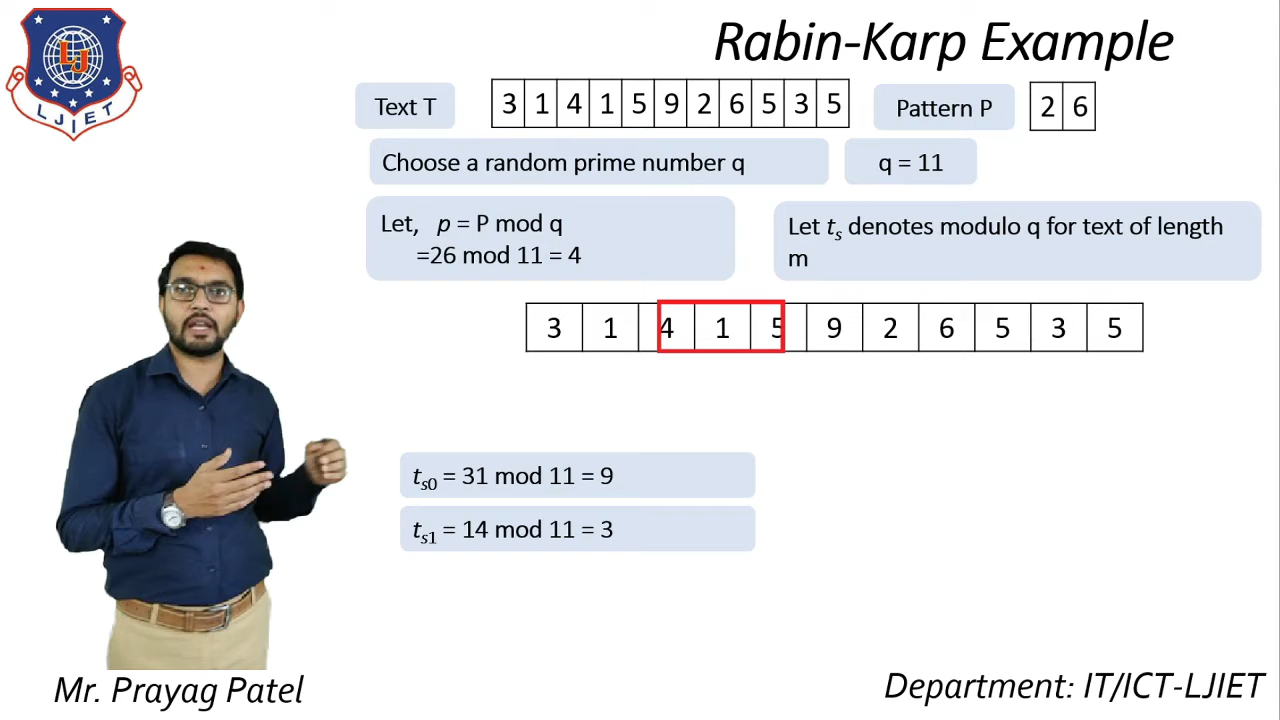 LJ
LJIET
Rabin-Karp Example
Text T
3 1 4 1 5 9 2 6 5 3 5
Pattern P
2 6
Choose a random prime number q
q = 11
Let, p = P mod q
=26 mod 11 = 4
Let ts denotes modulo q for text of length
m
3 1 4 1 5 9 2 6 5 3 5
ts0 = 31 mod 11 = 9
ts1 = 14 mod 11 = 3
Mr. Prayag Patel
Department: IT/ICT-LJIET